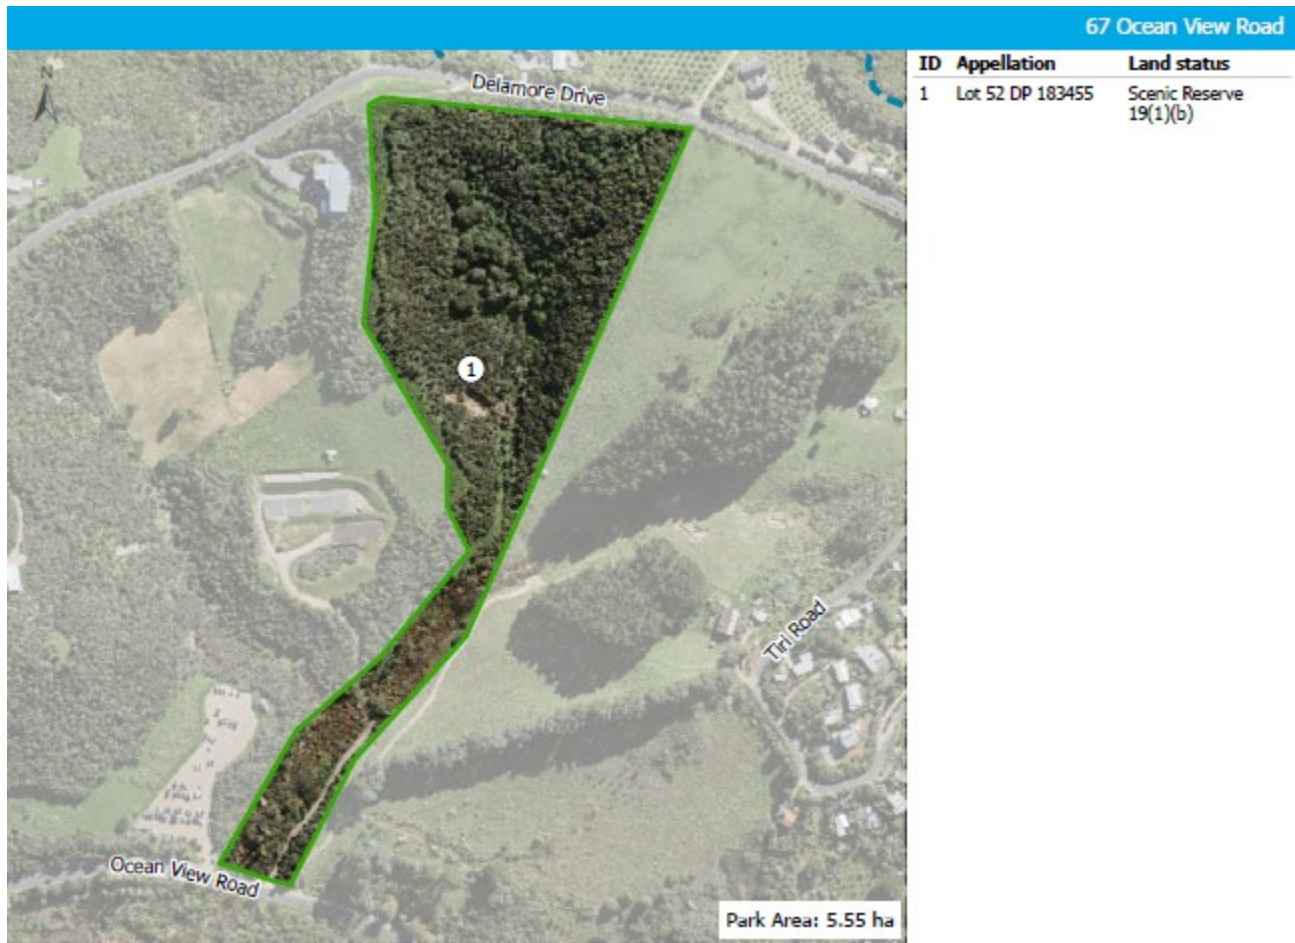 67 Ocean View Road
ID Appellation Land status
1 Lot 52 DP 183455 Scenic Reserve
19(1)(b)
N
Delamore Drive
1
Tiri Road
Ocean View Road
Park Area: 5.55 ha